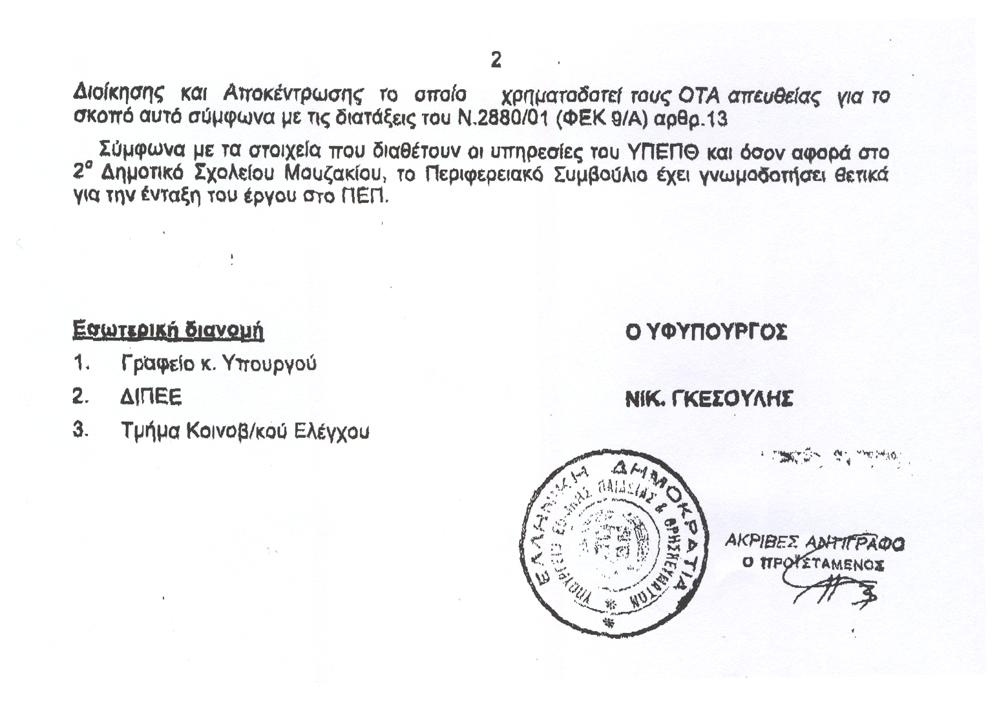 2
Διοίκησης και Αποκέντρωσης το οποίο χρηματοδοτεί τους ΟΤΑ απευθείας για το
σκοπό αυτό σύμφωνα με τις διατάξεις του Ν.2880/01 (ΦΕΚ 9/Α) αρθρ.13
Σύμφωνα με τα στοιχεία που διαθέτουν οι υπηρεσίες του ΥΠΕΠΘ και όσον αφορά στο
2ο Δημοτικό Σχολείου Μουζακίου, το Περιφερειακό Συμβούλιο έχει γνωμοδοτήσει θετικά
για την ένταξη του έργου στο ΠΕΠ.
Εσωτερική διανομή
1. Γραφείο κ. Υπουργού
2. ΔΙΠΕΕ
3. Τμήμα Κοινοβ/κού Ελέγχου
Ο ΥΦΥΠΟΥΡΓΟΣ
ΝΙΚ. ΓΚΕΣΟΥΛΗΣ
ΕΛΛΗΝΙΚΗ ΔΗΜΟΚΡΑΤΙΑ
ΥΠΟΥΡΓΕΙΟ ΕΘΝΙΚΗΣ ΠΑΙΔΕΙΑΣ & ΘΡΗΣΚΕΥΜΑΤΩΝ
ΑΚΡΙΒΕΣ ΑΝΤΙΓΡΑΦΟ
Ο ΠΡΟΪΣΤΑΜΕΝΟΣ